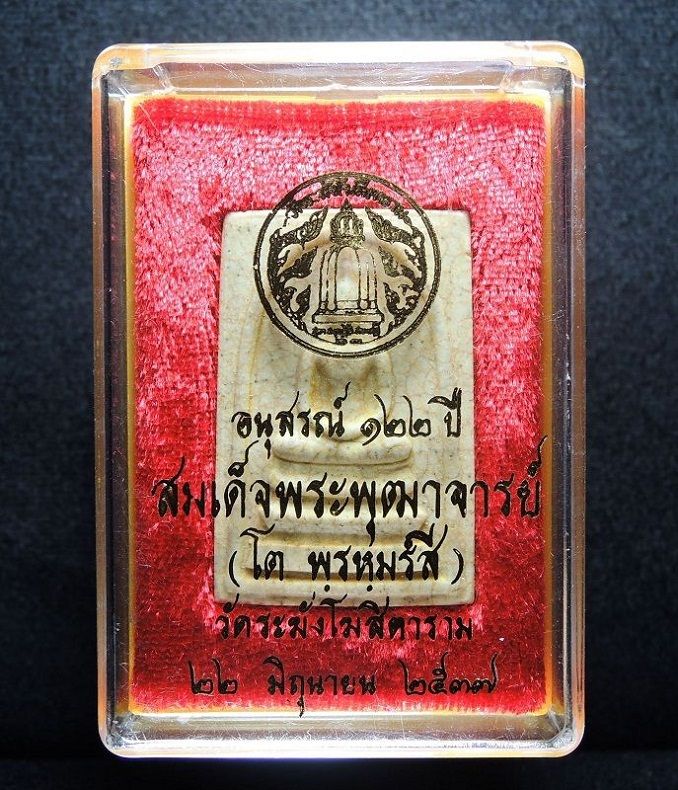 อนุสรณ์ ๑๒๒ ปี
สมเด็จพระพุฒาจารย์
(โต พฺรหฺมรํสี)
วัดระฆังโฆสิตาราม
๒๒ มิถุนายน ๒๕๓๗